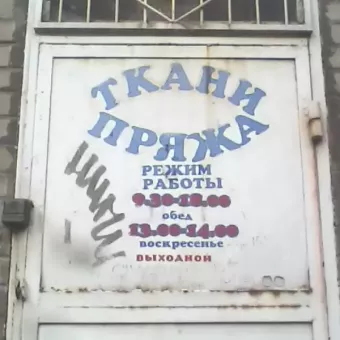 ТКАНИ
ПРЯЖА
РЕЖИМ
РАБОТЫ
9.30-18.00
обед
13.00-14.00
воскресенье
ВЫХОДНОЙ